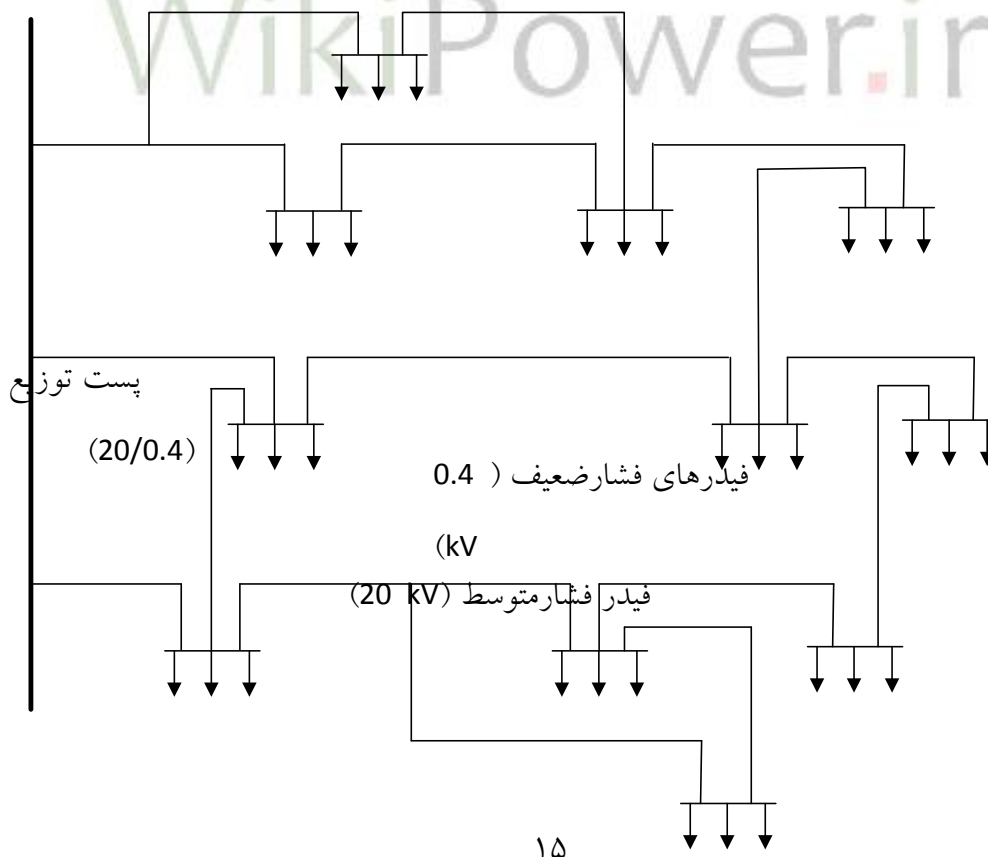 WikiPower.ir
پست توزیع
(20/0.4)
فیدرهای فشارضعیف ( 0.4
kV)
فیدر فشارمتوسط (20 kV)
۱۵